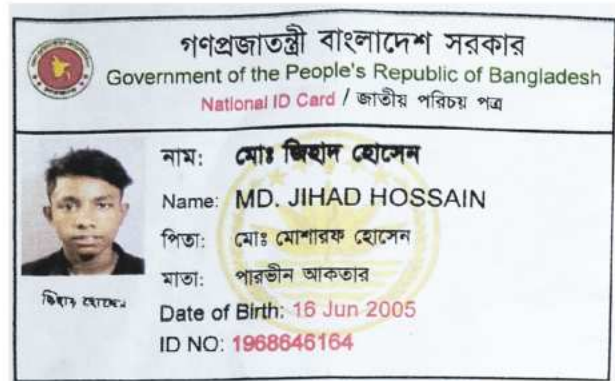 গণপ্রজাতন্ত্রী বাংলাদেশ সরকার
Government of the People's Republic of Bangladesh
National ID Card / জাতীয় পরিচয় পত্র
নাম: মোঃ জিহাদ হোসেন
Name: MD. JIHAD HOSSAIN
পিতা: মোঃ মোশারফ হোসেন
মাতা: পারভীন আকতার
জিহাদ হোসেন
Date of Birth: 16 Jun 2005
ID NO: 1968646164